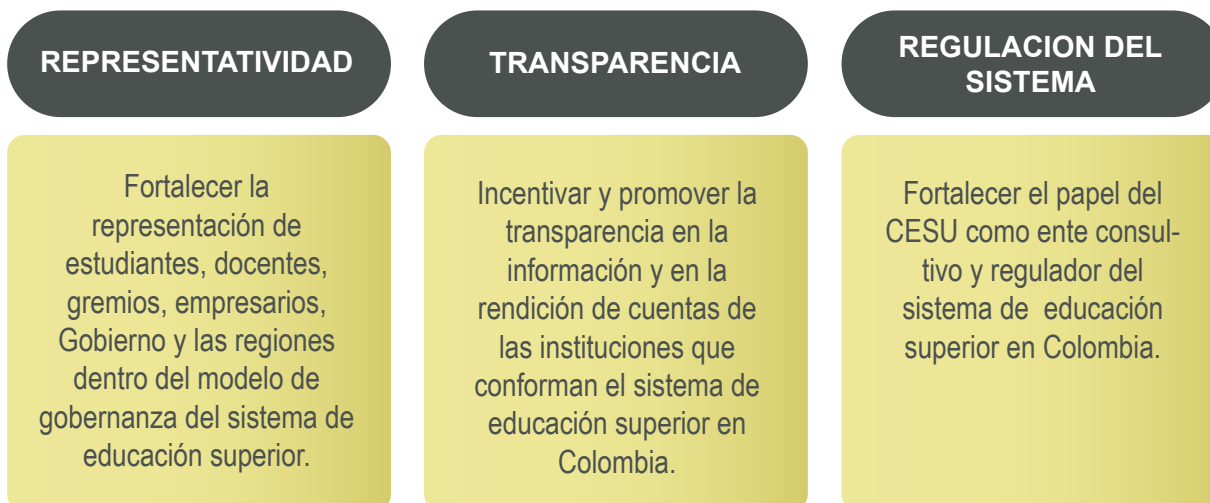 REPRESENTATIVIDAD
Fortalecer la
representación de
estudiantes, docentes,
gremios, empresarios,
Gobierno y las regiones
dentro del modelo de
gobernanza del sistema de
educación superior.
TRANSPARENCIA
Incentivar y promover la
transparencia en la
información y en la
rendición de cuentas de
las instituciones que
conforman el sistema de
educación superior en
Colombia.
REGULACION DEL
SISTEMA
Fortalecer el papel del
CESU como ente consul-
tivo y regulador del
sistema de  educación
superior en Colombia.